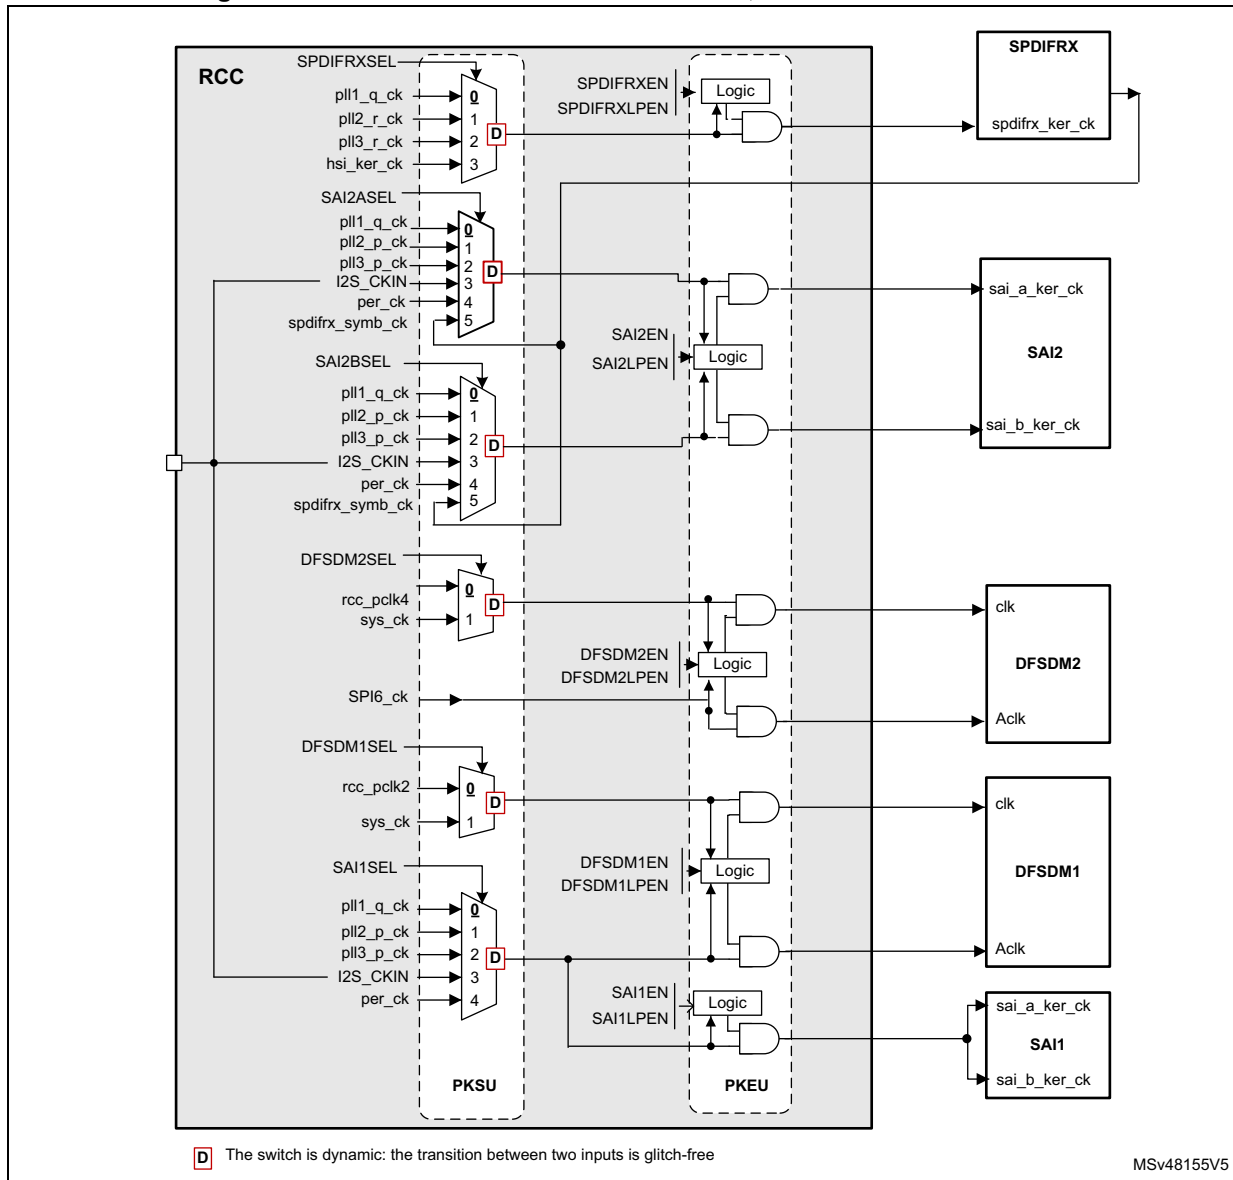 RCC
SPDIFRXSEL
pll1_q_ck
pll2_r_ck
pll3_r_ck
hsi_ker_ck
0
1
2
3
D
SPDIFRXEN
SPDIFRXLPEN
Logic
SPDIFRX
spdifrx_ker_ck
SAI2ASEL
pll1_q_ck
pll2_p_ck
pll3_p_ck
I2S_CKIN
per_ck
spdifrx_symb_ck
0
1
2
3
4
5
D
SAI2EN
SAI2LPEN
Logic
sai_a_ker_ck
SAI2
sai_b_ker_ck
SAI2BSEL
pll1_q_ck
pll2_p_ck
pll3_p_ck
I2S_CKIN
per_ck
spdifrx_symb_ck
0
1
2
3
4
5
D
DFSDM2SEL
rcc_pclk4
sys_ck
0
1
D
DFSDM2EN
DFSDM2LPEN
Logic
clk
DFSDM2
Aclk
SPI6_ck
DFSDM1SEL
rcc_pclk2
sys_ck
0
1
D
DFSDM1EN
DFSDM1LPEN
Logic
clk
DFSDM1
Aclk
SAI1SEL
pll1_q_ck
pll2_p_ck
pll3_p_ck
I2S_CKIN
per_ck
0
1
2
3
4
D
SAI1EN
SAI1LPEN
Logic
sai_a_ker_ck
SAI1
sai_b_ker_ck
PKSU
PKEU
D The switch is dynamic: the transition between two inputs is glitch-free
MSv48155V5